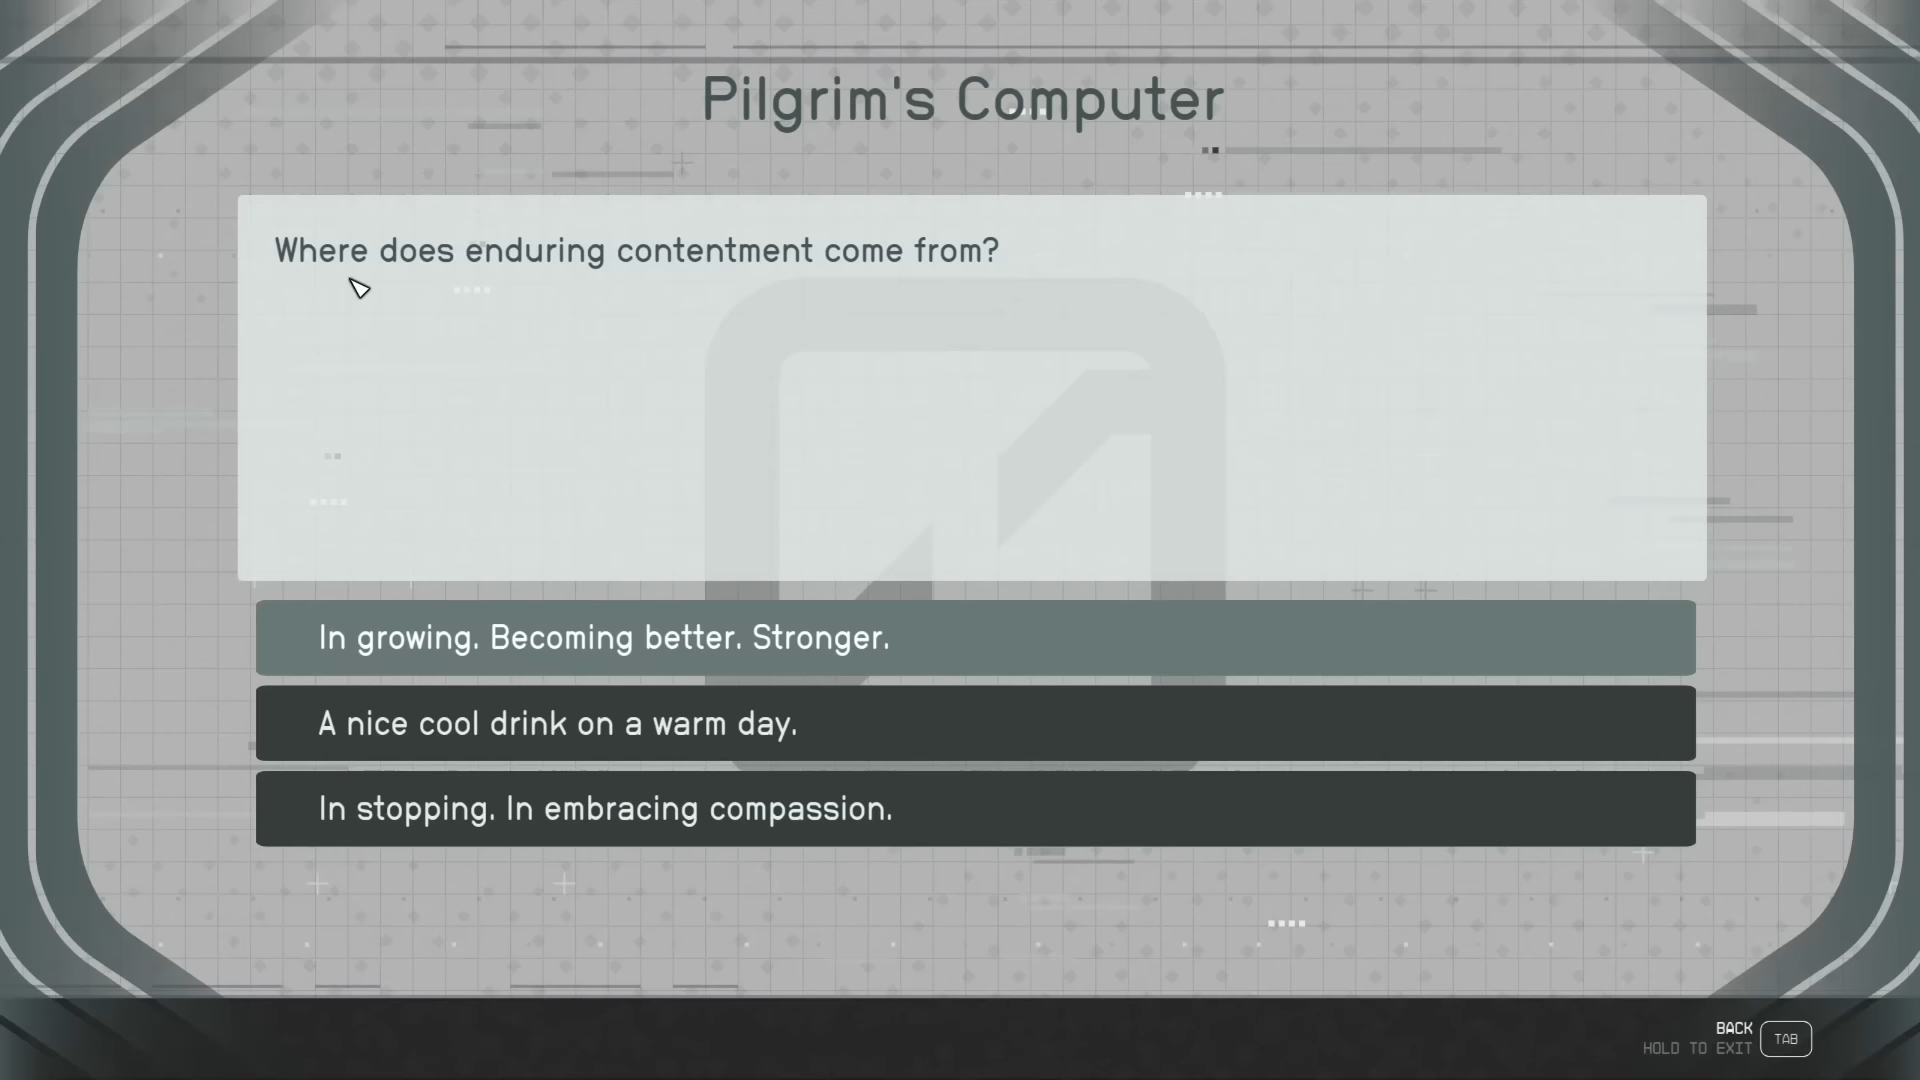 Pilgrim's Computer
Where does enduring contentment come from?
In growing. Becoming better. Stronger.
A nice cool drink on a warm day.
In stopping. In embracing compassion.
BACK
HOLD TO EXIT
TAB